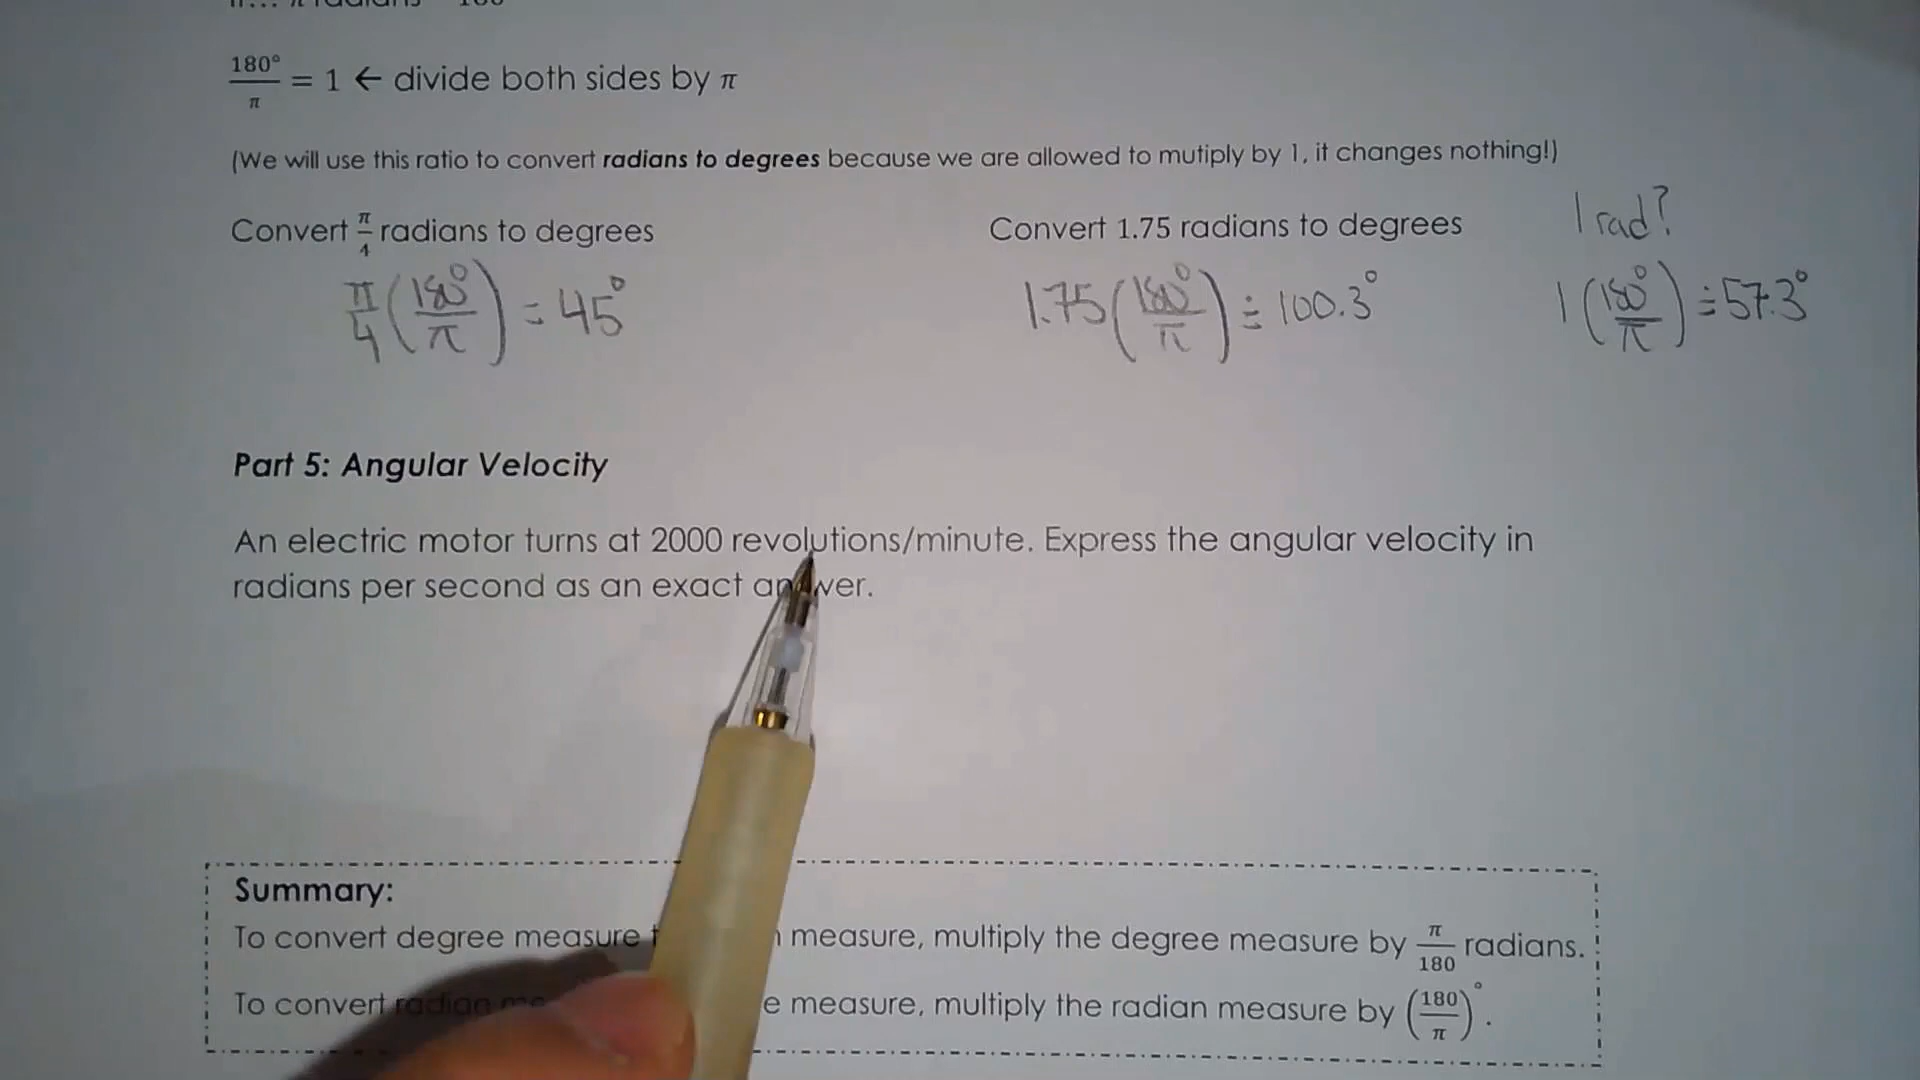 180°/π = 1 ← divide both sides by π
(We will use this ratio to convert radians to degrees because we are allowed to mutiply by 1, it changes nothing!)
Convert π/4 radians to degrees
π/4 (180°/π) = 45°
Convert 1.75 radians to degrees
1.75 (180°/π) ≐ 100.3°
1 rad?
1 (180°/π) ≐ 57.3°
Part 5: Angular Velocity
An electric motor turns at 2000 revolutions/minute. Express the angular velocity in
radians per second as an exact an wer.
Summary:
To convert degree measure measure, multiply the degree measure by π/180 radians.
To convert radian measure, multiply the radian measure by (180/π)°.